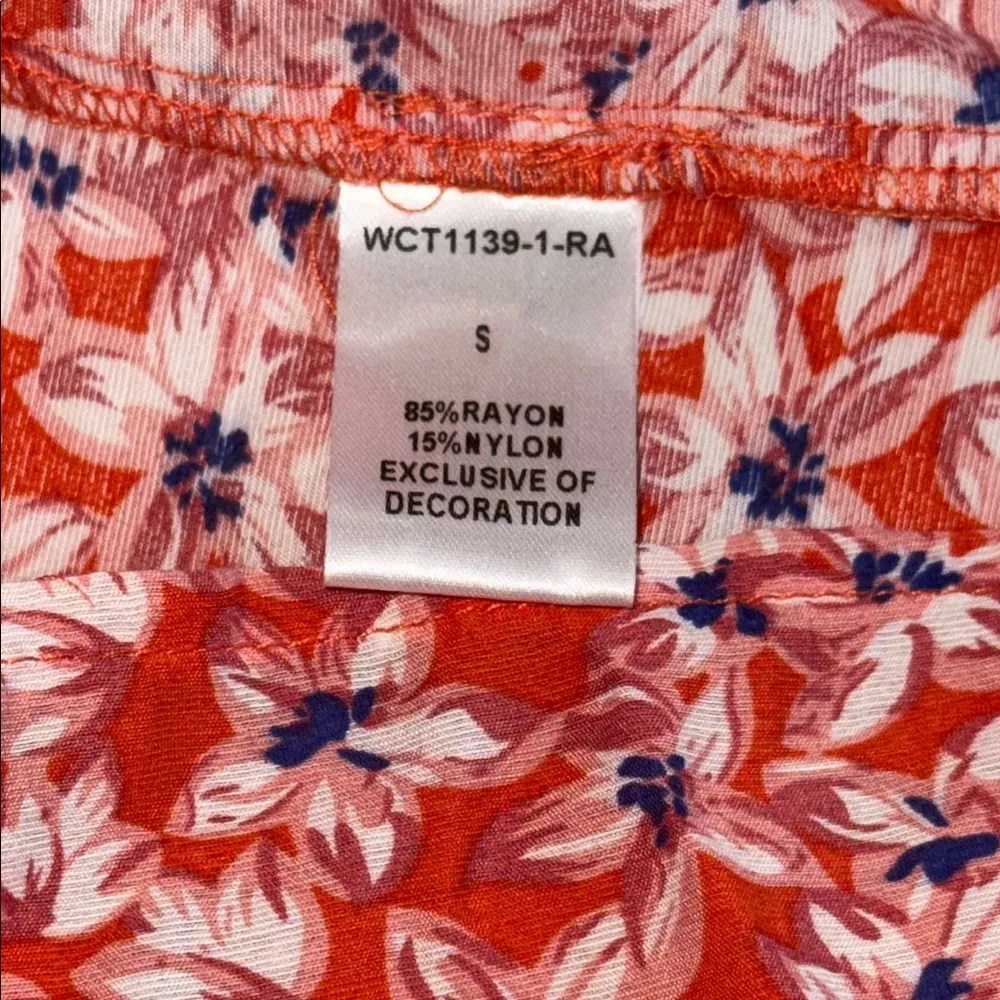 WCT1139-1-RA
S
85%RAYON
15%NYLON
EXCLUSIVE OF
DECORATION